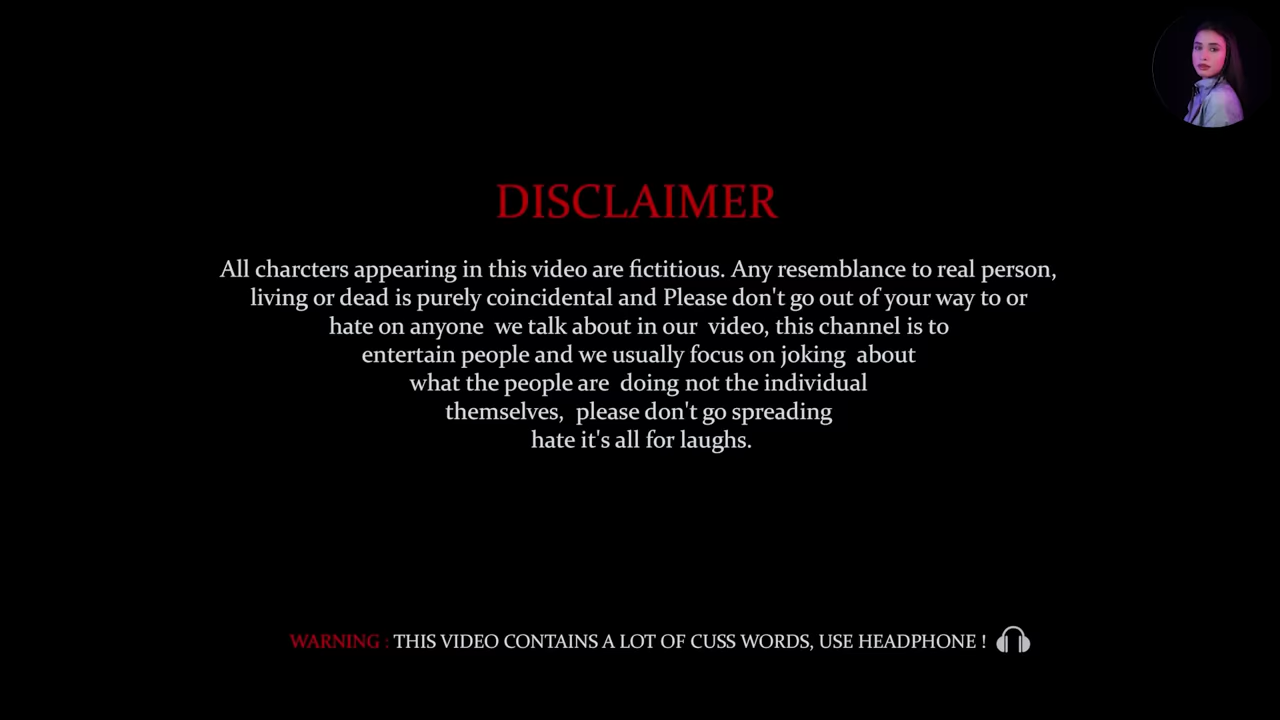 DISCLAIMER
All charcters appearing in this video are fictitious. Any resemblance to real person,
living or dead is purely coincidental and Please don't go out of your way to or
hate on anyone we talk about in our video, this channel is to
entertain people and we usually focus on joking about
what the people are doing not the individual
themselves, please don't go spreading
hate it's all for laughs.
WARNING : THIS VIDEO CONTAINS A LOT OF CUSS WORDS, USE HEADPHONE !